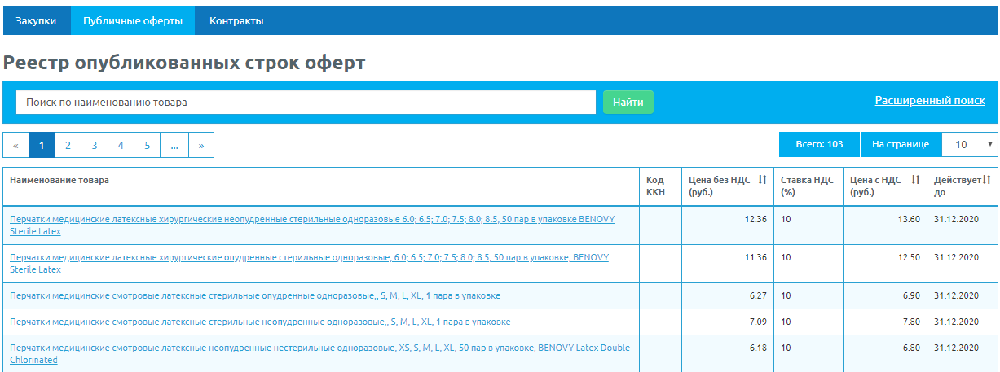 Закупки Публичные оферты Контракты
Реестр опубликованных строк оферт
Поиск по наименованию товара Найти Расширенный поиск
« 1 2 3 4 5 ... » Всего: 103 На странице 10
Наименование товара Код ККН Цена без НДС (руб.) Ставка НДС (%) Цена с НДС (руб.) Действует до
Перчатки медицинские латексные хирургические неопудренные стерильные одноразовые 6.0; 6.5; 7.0; 7.5; 8.0; 8.5, 50 пар в упаковке BENOVY 12.36 10 13.60 31.12.2020
Sterile Latex
Перчатки медицинские латексные хирургические опудренные стерильные одноразовые, 6.0; 6.5; 7.0; 7.5; 8.0; 8.5, 50 пар в упаковке, BENOVY 11.36 10 12.50 31.12.2020
Sterile Latex
Перчатки медицинские смотровые латексные стерильные опудренные одноразовые,, S, M, L, XL, 1 пара в упаковке 6.27 10 6.90 31.12.2020
Перчатки медицинские смотровые латексные стерильные неопудренные одноразовые,, S, M, L, XL, 1 пара в упаковке 7.09 10 7.80 31.12.2020
Перчатки медицинские смотровые латексные неопудренные нестерильные одноразовые, XS, S, M, L, XL, 50 пар в упаковке, BENOVY Latex Double 6.18 10 6.80 31.12.2020
Chlorinated